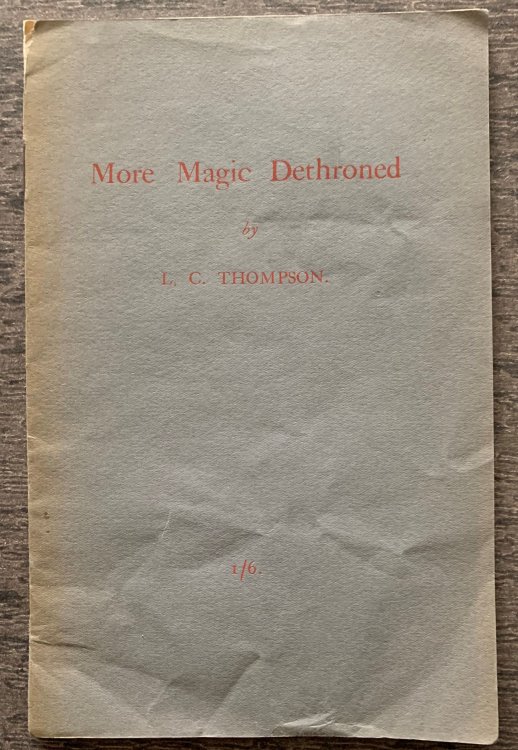 More Magic Dethroned
by
L. C. THOMPSON.
1/6.